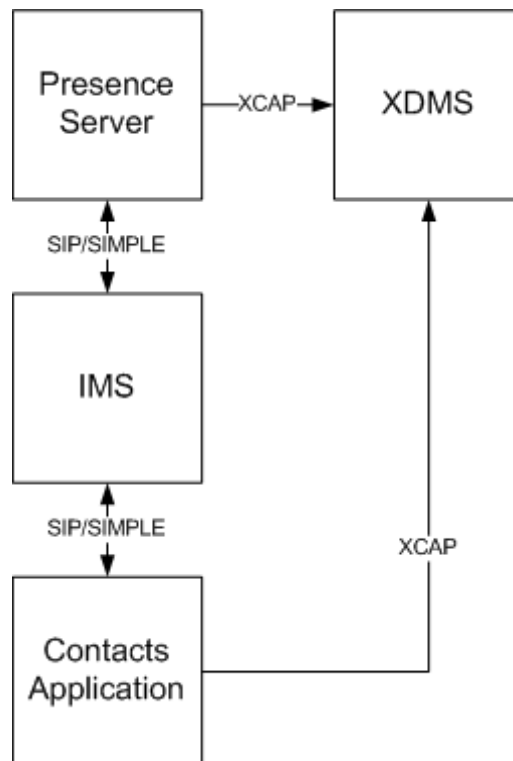 Presence
Server
XCAP
XDMS
SIP/SIMPLE
IMS
SIP/SIMPLE
XCAP
Contacts
Application